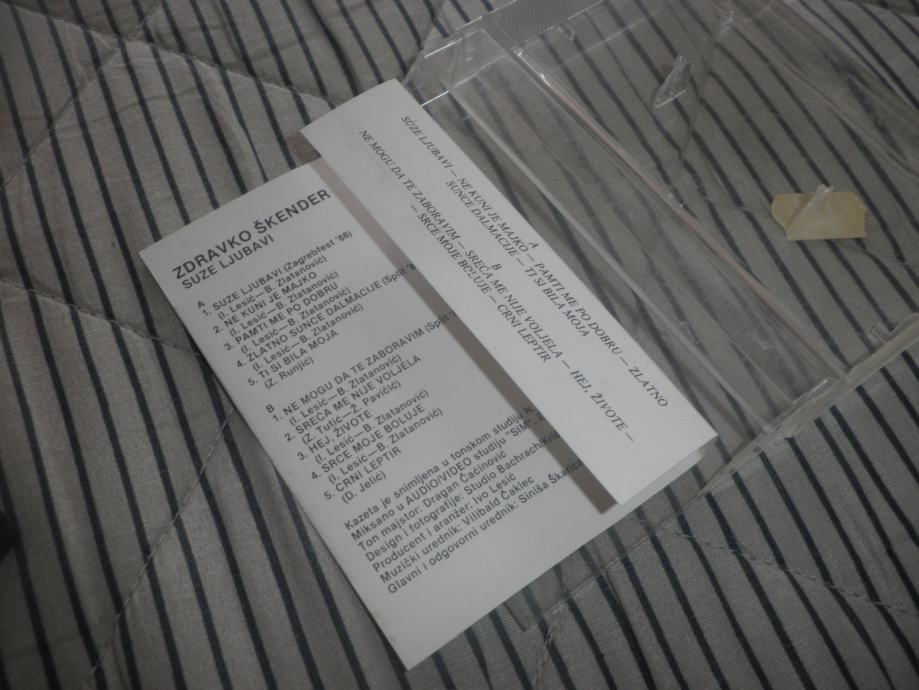 ZDRAVKO ŠKENDER
SUZE LJUBAVI
A
1. SUZE LJUBAVI (Zagrebfest '88)
(I. Lesić—B. Zlatanović)
2. NE KUNI JE MAJKO
(I. Lesić—B. Zlatanović)
3. PAMTI ME PO DOBRU
(I. Lesić—B. Zlatanović)
4. ZLATNO SUNCE DALMACIJE (Split
(I. Lesić—B. Zlatanović)
5. TI SI BILA MOJA
(Z. Runjić)
B
1. NE MOGU DA TE ZABORAVIM (Split
(I. Lesić—B. Zlatanović)
2. SREĆA ME NIJE VOLJELA
(Z. Tutić—Ž. Pavičić)
3. HEJ, ŽIVOTE
(I. Lesić—B. Zlatanović)
4. SRCE MOJE BOLUJE
(I. Lesić—B. Zlatanović)
5. CRNI LEPTIR
(D. Jelić)
Kazeta je snimljena u tonskom studiju
Miksano u AUDIO/VIDEO studiju "SIM",
Ton majstor: Dragan Čačinović
Design i fotografije: Studio
Producent i aranžer: Ivo Lesić
Muzički urednik: Vilibald Čaklec
Glavni i odgovorni urednik: Siniša Škarica
A
SUZE LJUBAVI — NE KUNI JE MAJKO — PAMTI ME PO DOBRU — ZLATNO
SUNCE DALMACIJE — TI SI BILA MOJA
B
NE MOGU DA TE ZABORAVIM — SREĆA ME NIJE VOLJELA — HEJ, ŽIVOTE —
— SRCE MOJE BOLUJE — CRNI LEPTIR